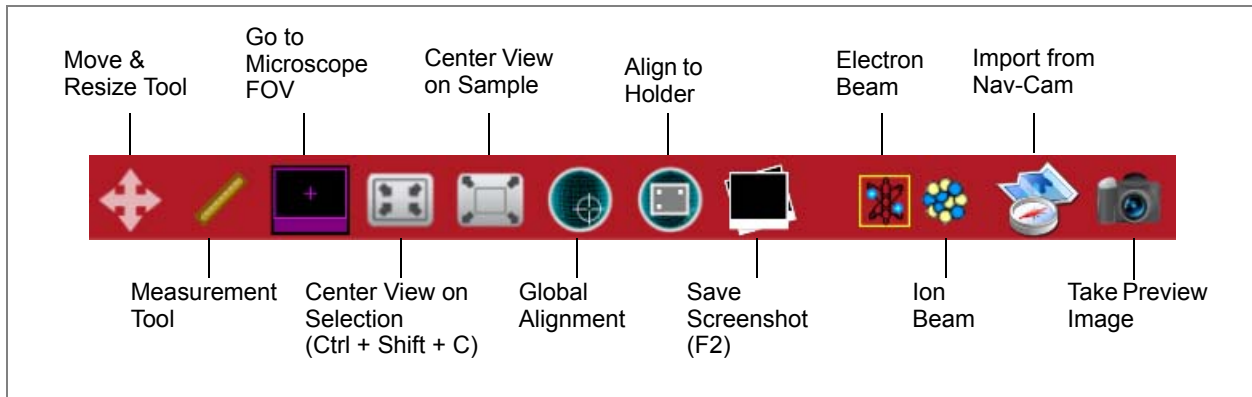 Move &
Resize Tool
Go to
Microscope
FOV
Center View
on Sample
Align to
Holder
Electron
Beam
Import from
Nav-Cam
Measurement
Tool
Center View on
Selection
(Ctrl + Shift + C)
Global
Alignment
Save
Screenshot
(F2)
Ion
Beam
Take Preview
Image